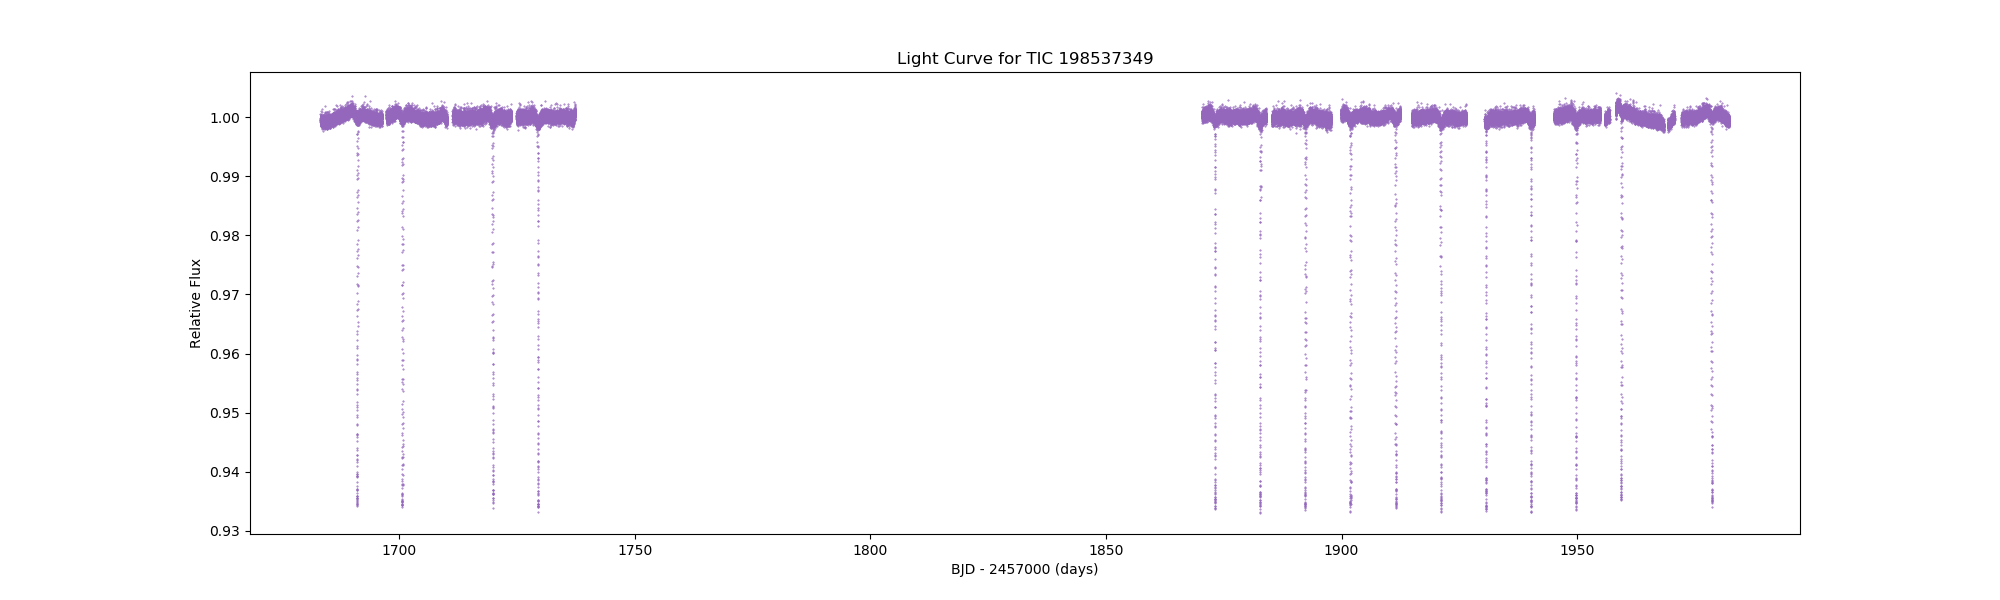 Light Curve for TIC 198537349
Relative Flux
1.00
0.99
0.98
0.97
0.96
0.95
0.94
0.93
1700 1750 1800 1850 1900 1950
BJD - 2457000 (days)